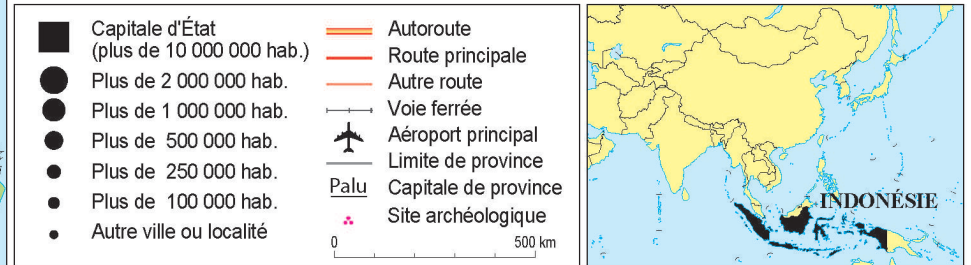 Capitale d'État
(plus de 10 000 000 hab.)
Plus de 2 000 000 hab.
Plus de 1 000 000 hab.
Plus de 500 000 hab.
Plus de 250 000 hab.
Plus de 100 000 hab.
Autre ville ou localité
Autoroute
Route principale
Autre route
Voie ferrée
Aéroport principal
Limite de province
Palu Capitale de province
Site archéologique
0 500 km
INDONÉSIE